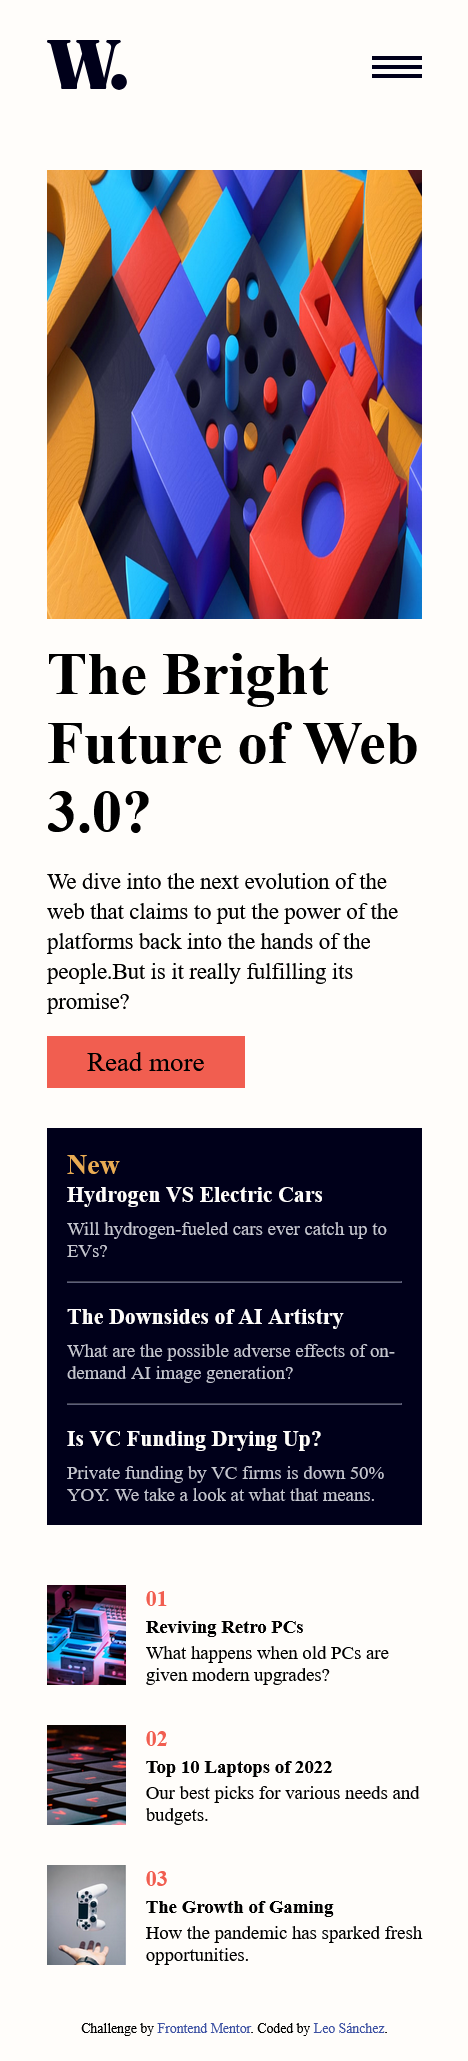 W.
The Bright
Future of Web
3.0?
We dive into the next evolution of the
web that claims to put the power of the
platforms back into the hands of the
people.But is it really fulfilling its
promise?
Read more
New
Hydrogen VS Electric Cars
Will hydrogen-fueled cars ever catch up to
EVs?
The Downsides of AI Artistry
What are the possible adverse effects of on-
demand AI image generation?
Is VC Funding Drying Up?
Private funding by VC firms is down 50%
YOY. We take a look at what that means.
01
Reviving Retro PCs
What happens when old PCs are
given modern upgrades?
02
Top 10 Laptops of 2022
Our best picks for various needs and
budgets.
03
The Growth of Gaming
How the pandemic has sparked fresh
opportunities.
Challenge by Frontend Mentor. Coded by Leo Sánchez.